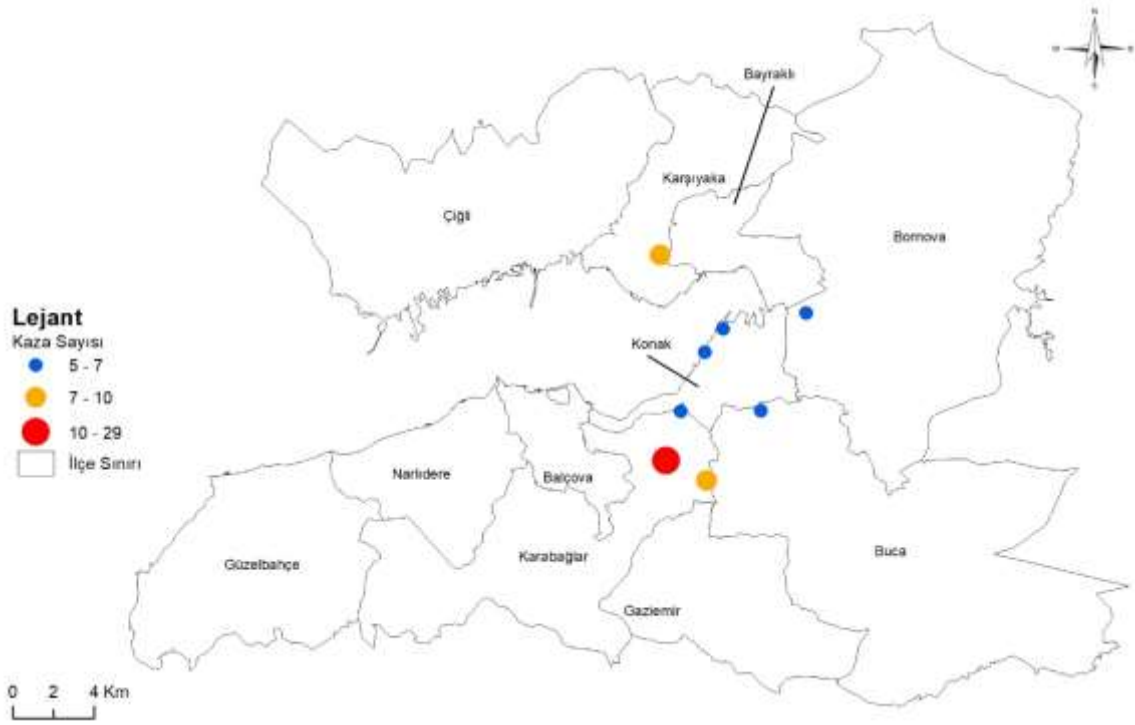 N
Bayraklı
Karşıyaka
Çiğli
Bornova
Lejant
Kaza Sayısı
5 - 7
7 - 10
10 - 29
İlçe Sınırı
Konak
Narlıdere
Balçova
Güzelbahçe
Karabağlar
Buca
Gaziemir
0 2 4 Km